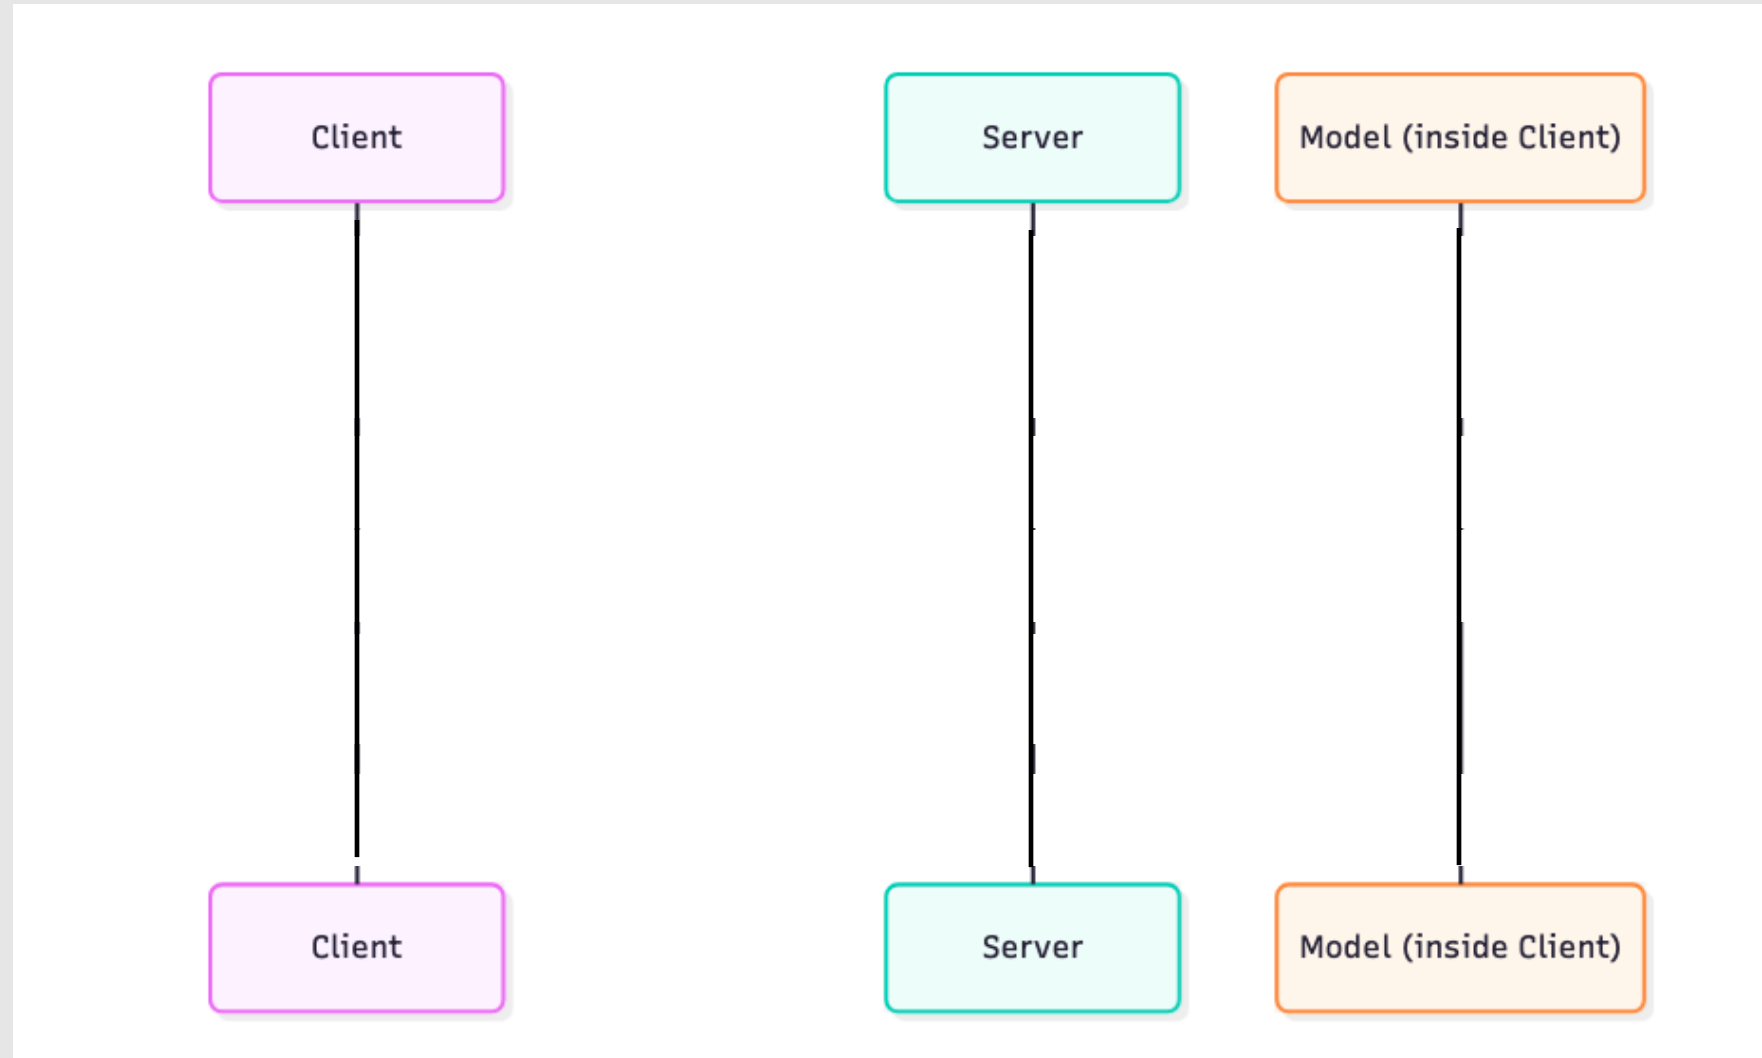 Client
Server
Model (inside Client)
Client
Server
Model (inside Client)